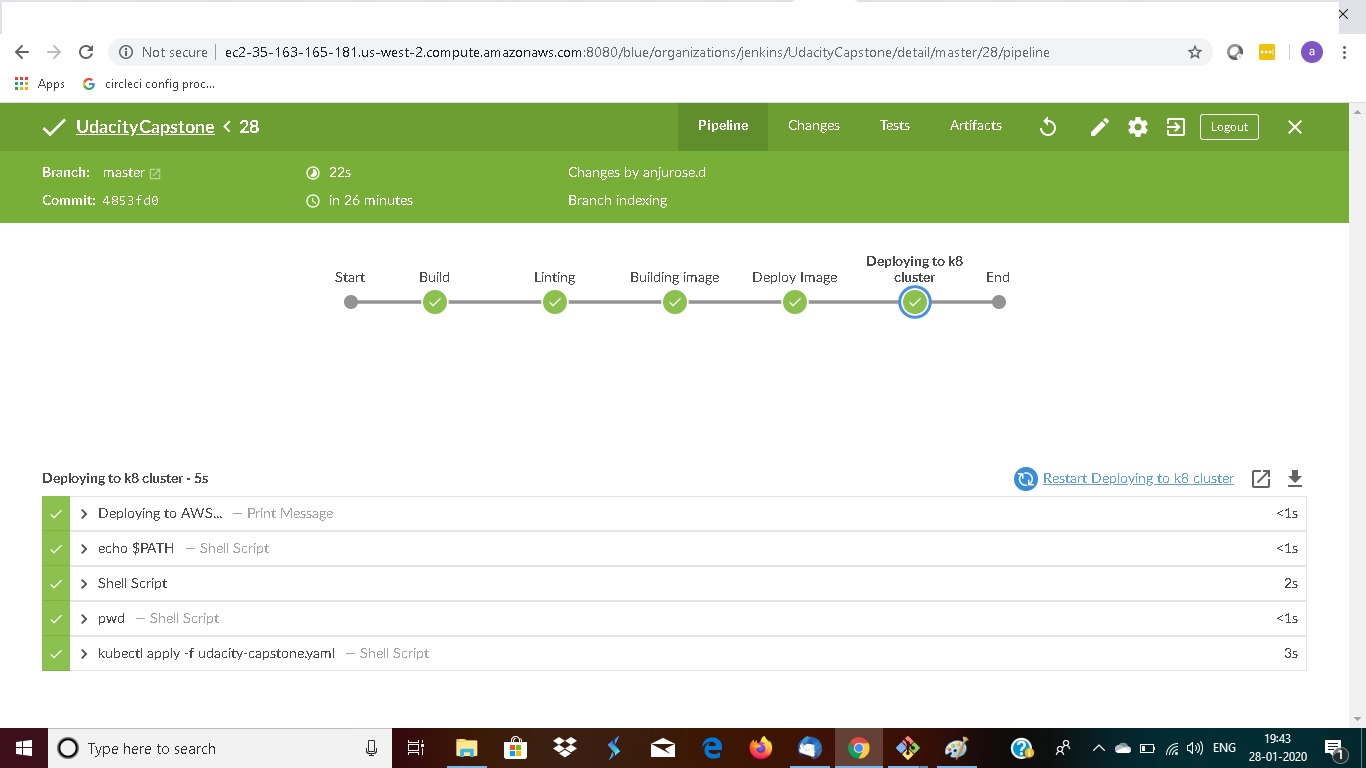 Not secure | ec2-35-163-165-181.us-west-2.compute.amazonaws.com:8080/blue/organizations/jenkins/UdacityCapstone/detail/master/28/pipeline
a
Apps circleci config proc...
UdacityCapstone < 28 Pipeline Changes Tests Artifacts Logout
Branch: master 22s Changes by anjurose.d
Commit: 4853fd0 in 26 minutes Branch indexing
Start Build Linting Building image Deploy Image Deploying to k8 cluster End
Deploying to k8 cluster - 5s Restart Deploying to k8 cluster
Deploying to AWS... — Print Message <1s
echo $PATH — Shell Script <1s
Shell Script 2s
pwd — Shell Script <1s
kubectl apply -f udacity-capstone.yaml — Shell Script 3s
Type here to search ENG 19:43
28-01-2020 1